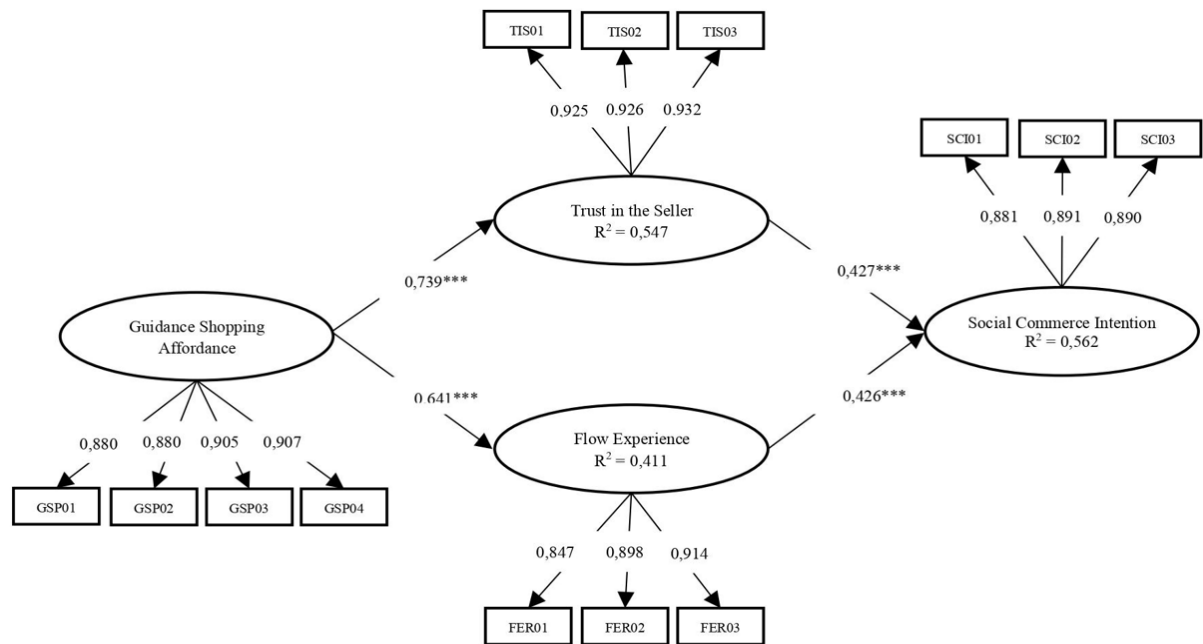 TIS01
TIS02
TIS03
0,925
0,926
0,932
SCI01
SCI02
SCI03
Trust in the Seller
R² = 0,547
0,881
0,891
0,890
0,739***
0,427***
Guidance Shopping
Affordance
Social Commerce Intention
R² = 0,562
0,641***
0,426***
Flow Experience
R² = 0,411
0,880
0,880
0,905
0,907
GSP01
GSP02
GSP03
GSP04
0,847
0,898
0,914
FER01
FER02
FER03